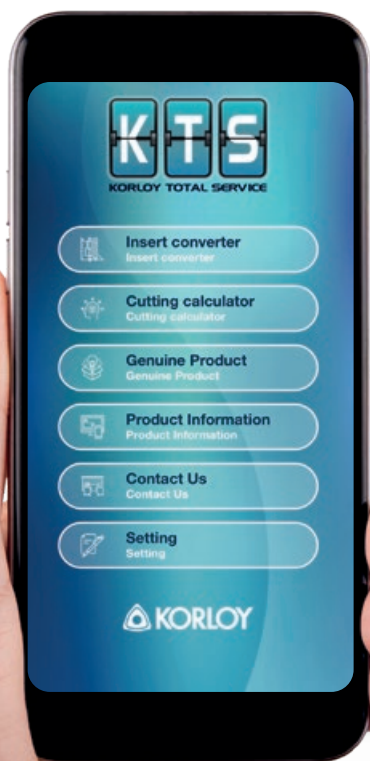 KTS
KORLOY TOTAL SERVICE
Insert converter
Insert converter
Cutting calculator
Cutting calculator
Genuine Product
Genuine Product
Product Information
Product Information
Contact Us
Contact Us
Setting
Setting
KORLOY